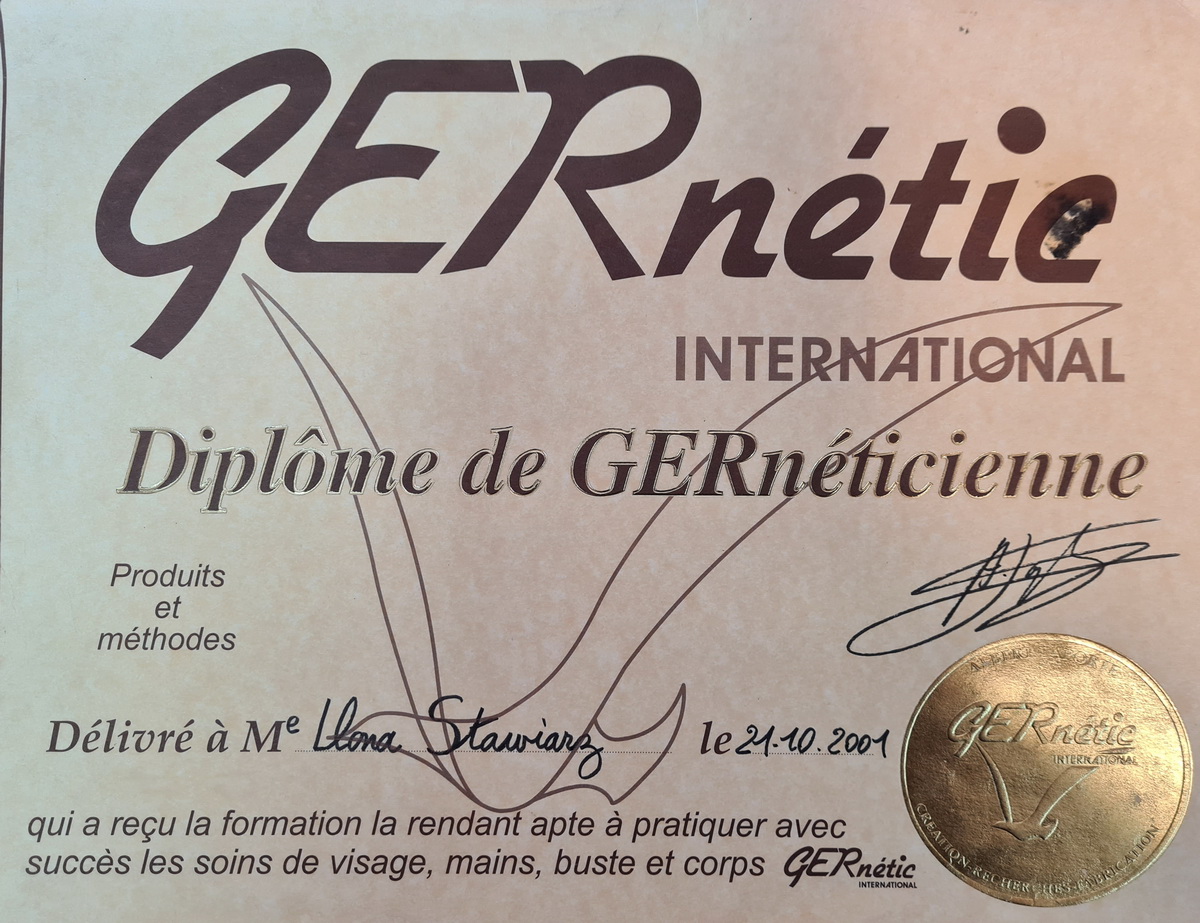 GERnétic
INTERNATIONAL
Diplôme de GERnéticienne
Produits
et
méthodes
Délivré à Me Ilona Stawiarz le 21.10.2001
qui a reçu la formation la rendant apte à pratiquer avec
succès les soins de visage, mains, buste et corps GERnétic
INTERNATIONAL
GERnétic
INTERNATIONAL
CREATION-RECHERCHES-FABRICATION